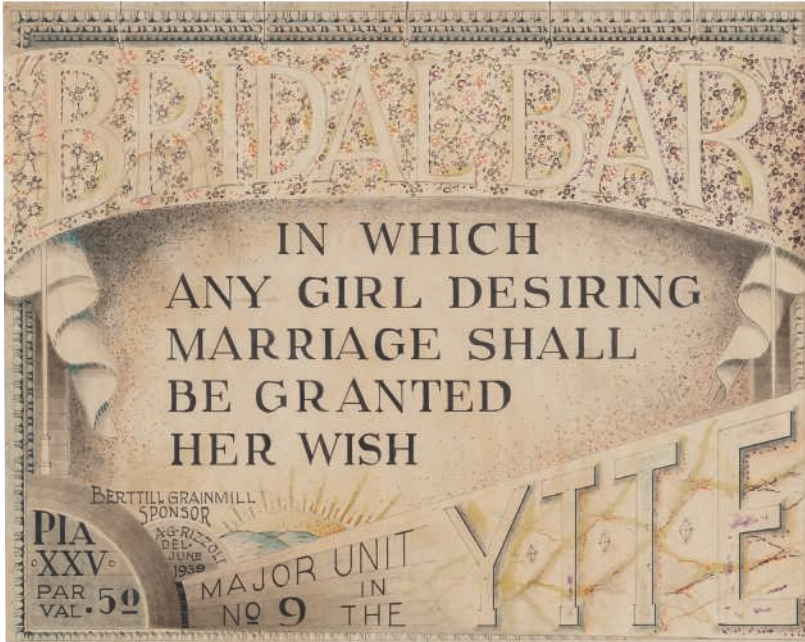 BRIDAL BAR
IN WHICH
ANY GIRL DESIRING
MARRIAGE SHALL
BE GRANTED
HER WISH
BERTTILL GRAINMILL
SPONSOR
A.G. RIZZOLI
DEL.
JUNE
1939
PIA
XXV
PAR
VAL .50
MAJOR UNIT
Nº 9 IN
THE
YTTE